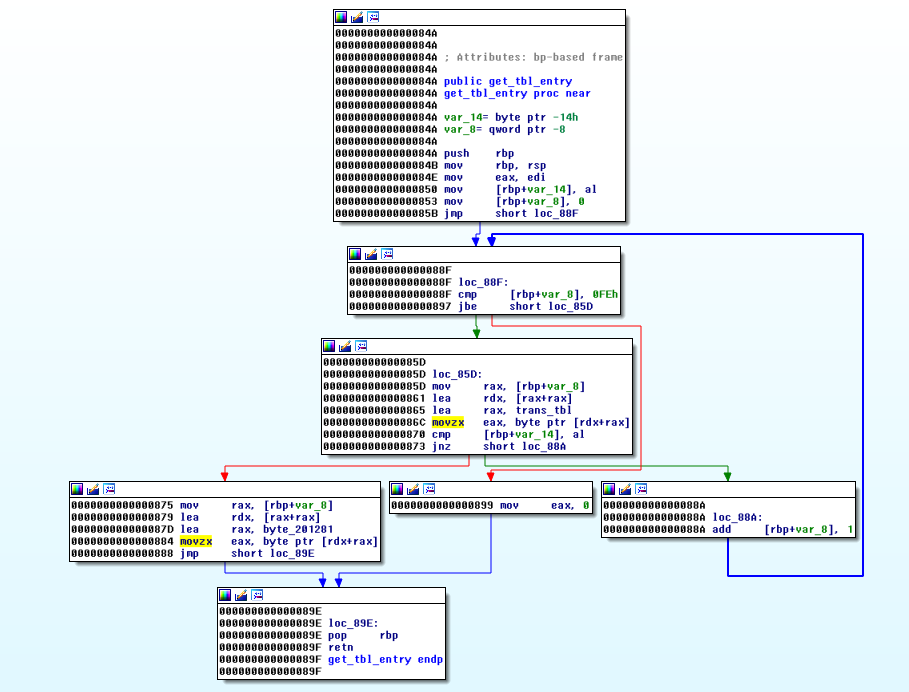 000000000000084A
000000000000084A
000000000000084A ; Attributes: bp-based frame
000000000000084A
000000000000084A public get_tbl_entry
000000000000084A get_tbl_entry proc near
000000000000084A
000000000000084A var_14= byte ptr -14h
000000000000084A var_8= qword ptr -8
000000000000084A
000000000000084A push rbp
000000000000084B mov rbp, rsp
000000000000084E mov eax, edi
0000000000000850 mov [rbp+var_14], al
0000000000000853 mov [rbp+var_8], 0
000000000000085B jmp short loc_88F
000000000000088F
000000000000088F loc_88F:
000000000000088F cmp [rbp+var_8], 0FEh
0000000000000897 jbe short loc_85D
000000000000085D
000000000000085D loc_85D:
000000000000085D mov rax, [rbp+var_8]
0000000000000861 lea rdx, [rax+rax]
0000000000000865 lea rax, trans_tbl
000000000000086C movzx eax, byte ptr [rdx+rax]
0000000000000870 cmp [rbp+var_14], al
0000000000000873 jnz short loc_88A
0000000000000875 mov rax, [rbp+var_8]
0000000000000879 lea rdx, [rax+rax]
000000000000087D lea rax, byte_201281
0000000000000884 movzx eax, byte ptr [rdx+rax]
0000000000000888 jmp short loc_89E
0000000000000899 mov eax, 0
000000000000088A
000000000000088A loc_88A:
000000000000088A add [rbp+var_8], 1
000000000000089E
000000000000089E loc_89E:
000000000000089E pop rbp
000000000000089F retn
000000000000089F get_tbl_entry endp
000000000000089F